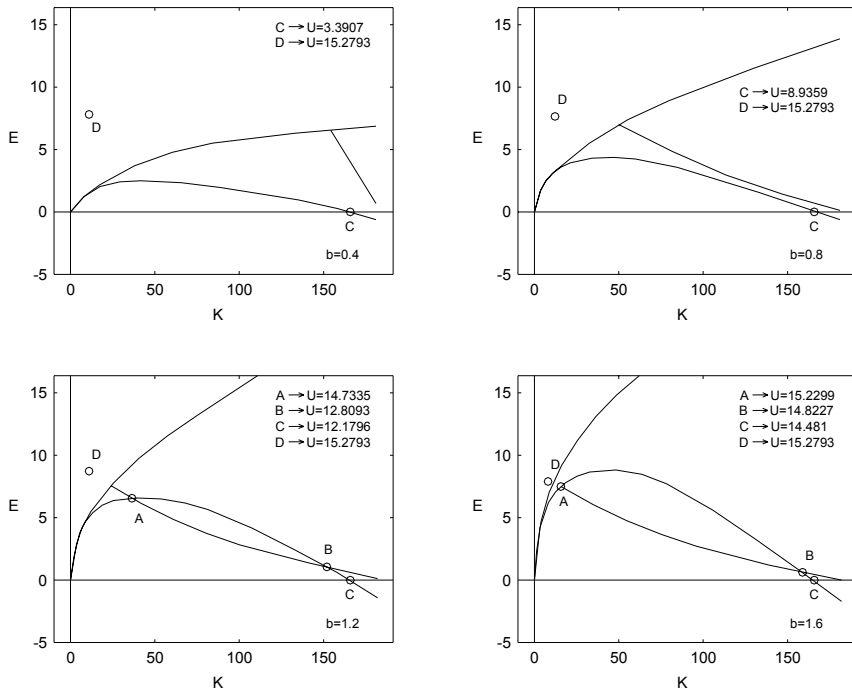 C → U=3.3907
D → U=15.2793
15
10
5
0
-5
E
D
C
b=0.4
0 50 100 150
K
C → U=8.9359
D → U=15.2793
15
10
5
0
-5
E
D
C
b=0.8
0 50 100 150
K
A → U=14.7335
B → U=12.8093
C → U=12.1796
D → U=15.2793
15
10
5
0
-5
E
D
A
B
C
b=1.2
0 50 100 150
K
A → U=15.2299
B → U=14.8227
C → U=14.481
D → U=15.2793
15
10
5
0
-5
E
D
A
B
C
b=1.6
0 50 100 150
K